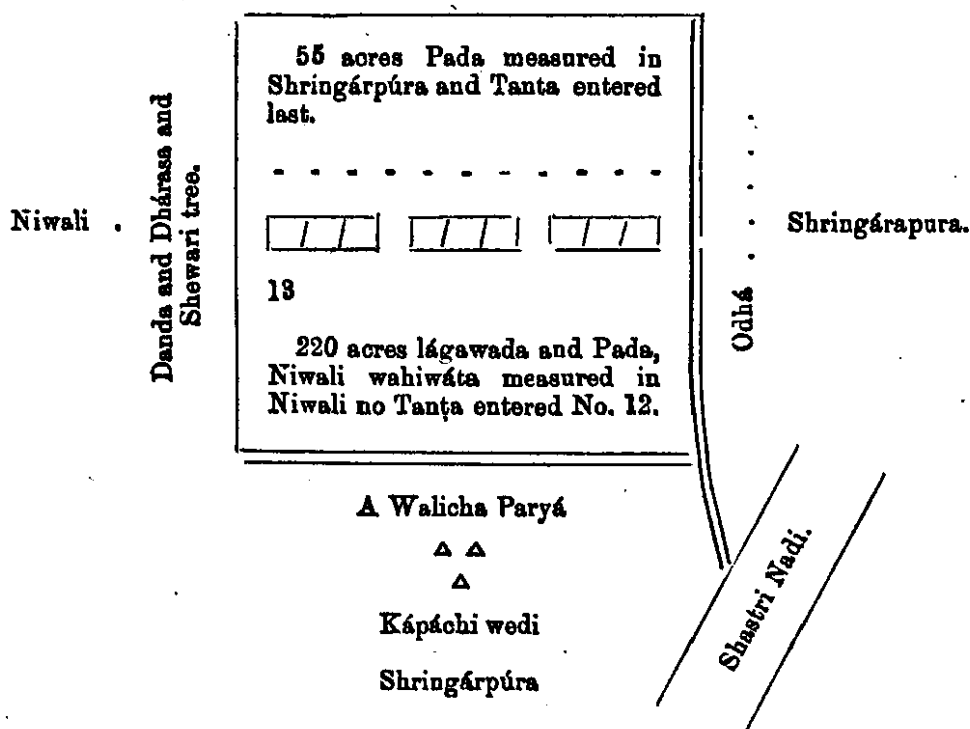 55 acres Pada measured in
Shringárpúra and Tanta entered
last.
Danda and Dhárasa and
Shewari tree.
Niwali .
Shringárapura.
Odhá
13
220 acres lágawada and Pada,
Niwali wahiwáta measured in
Niwali no Tanṭa entered No. 12.
A Walicha Paryá
Kápáchi wedi
Shringárpúra
Shastri Nadi.